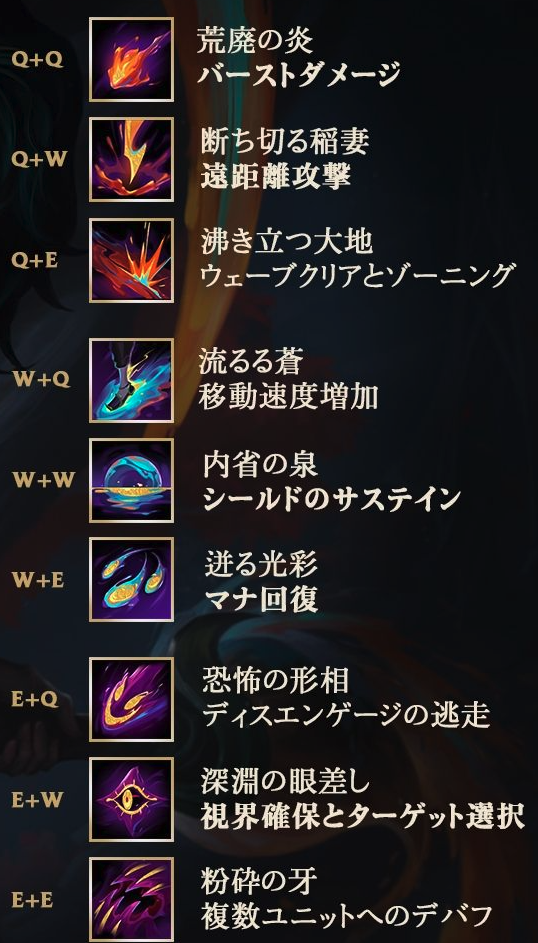 Q+Q
荒廃の炎
バーストダメージ
Q+W
断ち切る稲妻
遠距離攻撃
Q+E
沸き立つ大地
ウェーブクリアとゾーニング
W+Q
流るる蒼
移動速度増加
W+W
内省の泉
シールドのサステイン
W+E
迸る光彩
マナ回復
E+Q
恐怖の形相
ディスエンゲージの逃走
E+W
深淵の眼差し
視界確保とターゲット選択
E+E
粉砕の牙
複数ユニットへのデバフ